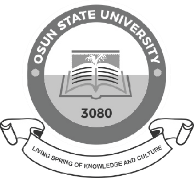 OSUN STATE UNIVERSITY
3080
LIVING SPRING OF KNOWLEDGE AND CULTURE